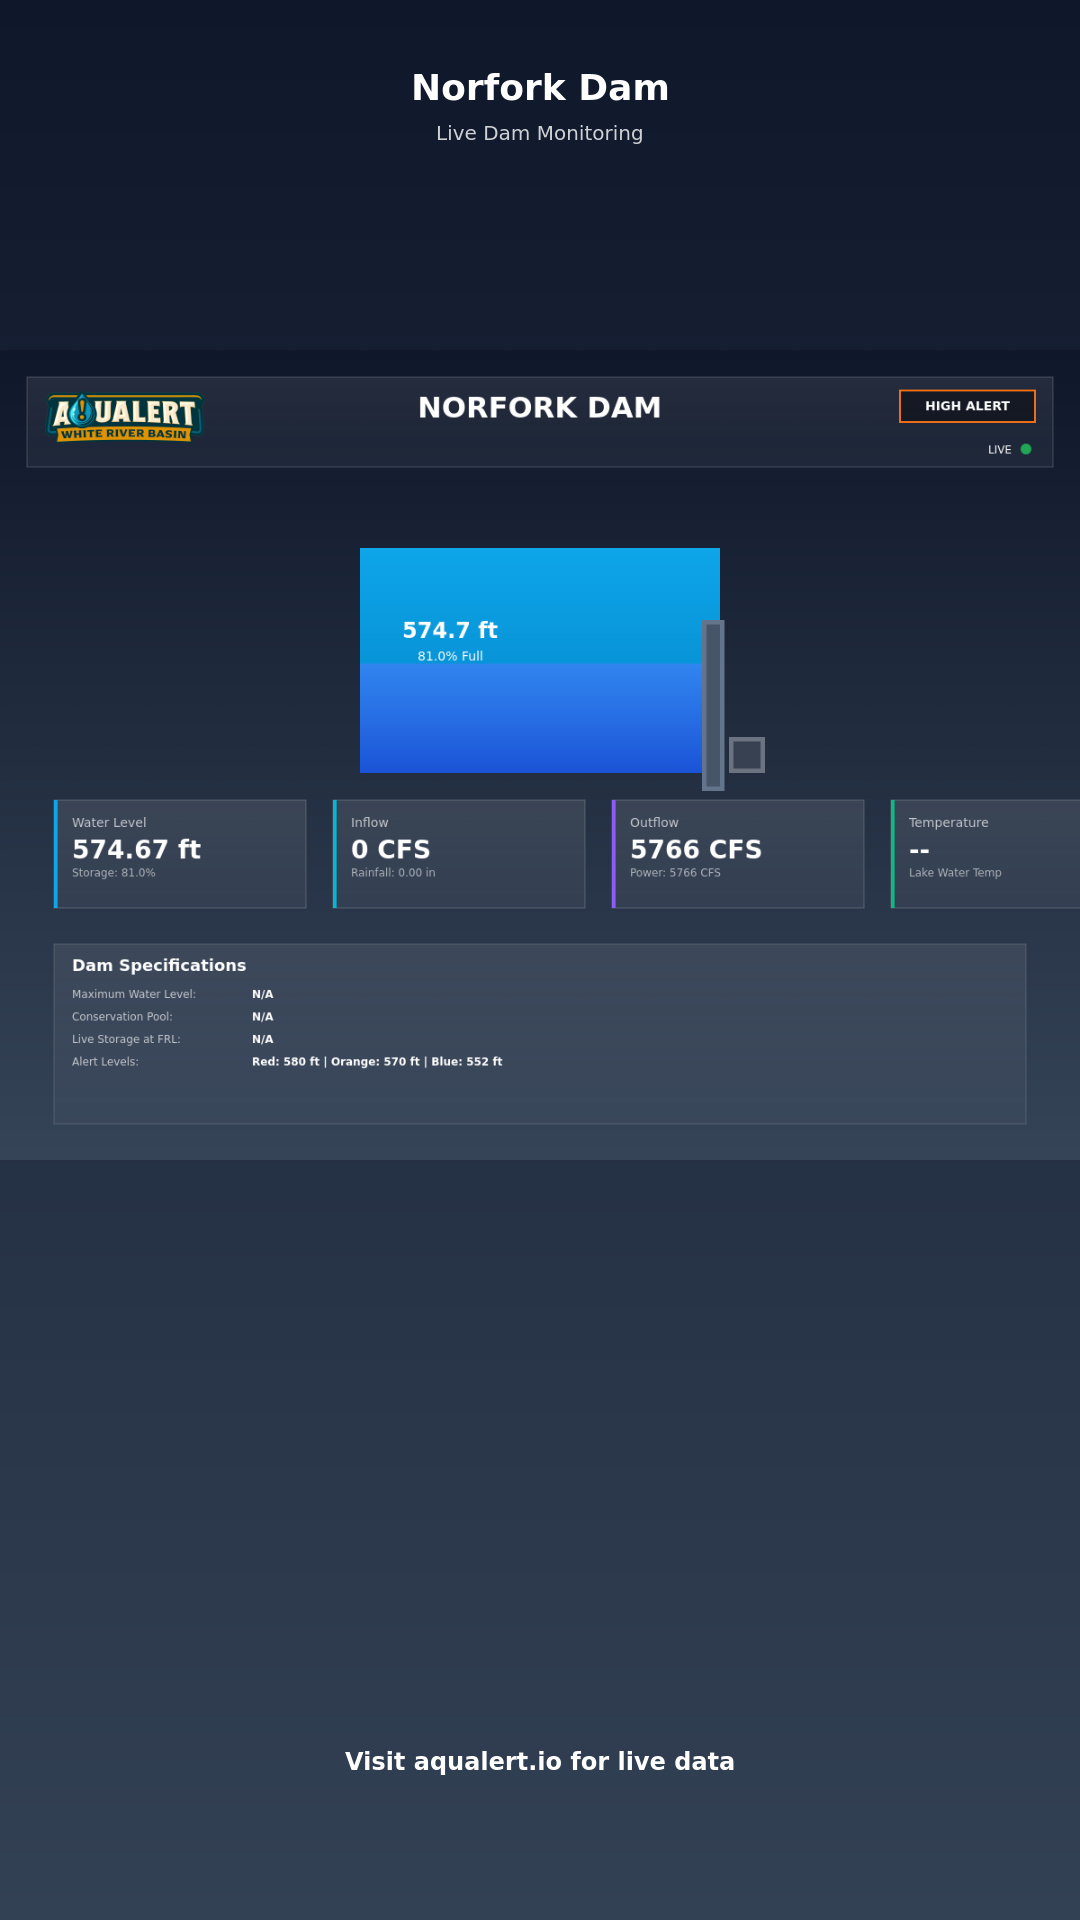 Norfork Dam
Live Dam Monitoring
AQUALERT
WHITE RIVER BASIN
NORFORK DAM
HIGH ALERT
LIVE
574.7 ft
81.0% Full
Water Level
574.67 ft
Storage: 81.0%
Inflow
0 CFS
Rainfall: 0.00 in
Outflow
5766 CFS
Power: 5766 CFS
Temperature
--
Lake Water Temp
Dam Specifications
Maximum Water Level: N/A
Conservation Pool: N/A
Live Storage at FRL: N/A
Alert Levels: Red: 580 ft | Orange: 570 ft | Blue: 552 ft
Visit aqualert.io for live data